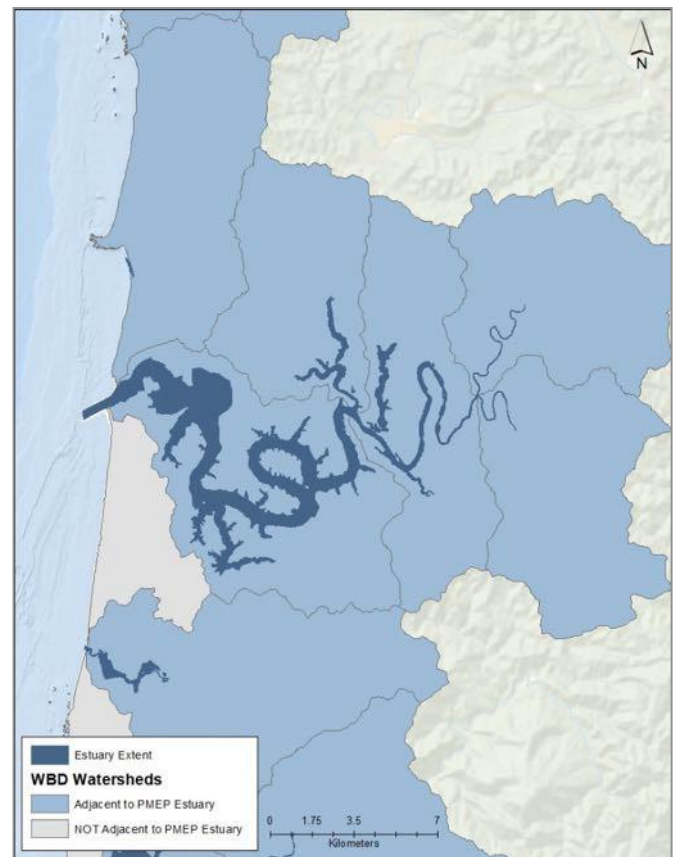 N
Estuary Extent
WBD Watersheds
Adjacent to PMEP Estuary
NOT Adjacent to PMEP Estuary
0 1.75 3.5 7
Kilometers